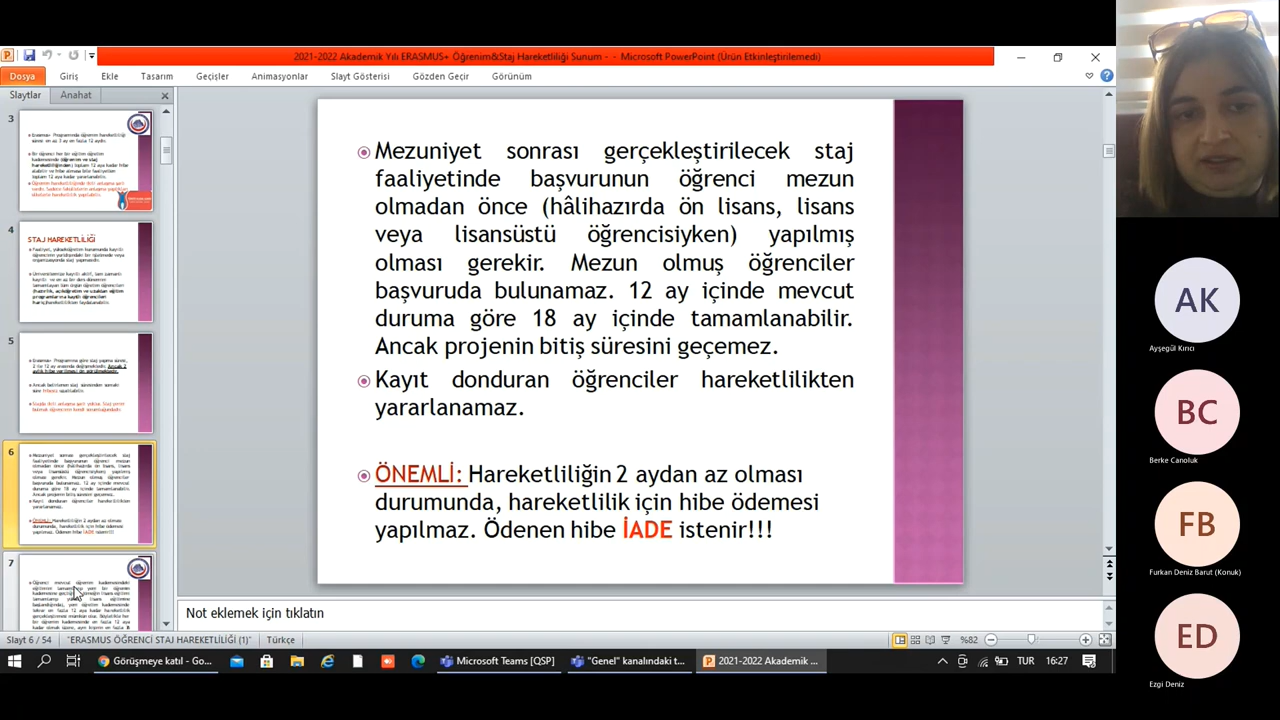 2021-2022 Akademik Yılı ERASMUS+ Öğrenim&Staj Hareketliliği Sunum - - Microsoft PowerPoint (Ürün Etkinleştirilemedi)
Dosya Giriş Ekle Tasarım Geçişler Animasyonlar Slayt Gösterisi Gözden Geçir Görünüm
Slaytlar Anahat
3
4
STAJ HAREKETLİLİĞİ
5
6
7
Mezuniyet sonrası gerçekleştirilecek staj
faaliyetinde başvurunun öğrenci mezun
olmadan önce (hâlihazırda ön lisans, lisans
veya lisansüstü öğrencisiyken) yapılmış
olması gerekir. Mezun olmuş öğrenciler
başvuruda bulunamaz. 12 ay içinde mevcut
duruma göre 18 ay içinde tamamlanabilir.
Ancak projenin bitiş süresini geçemez.
Kayıt donduran öğrenciler hareketlilikten
yararlanamaz.
ÖNEMLİ: Hareketliliğin 2 aydan az olması
durumunda, hareketlilik için hibe ödemesi
yapılmaz. Ödenen hibe İADE istenir!!!
Not eklemek için tıklatın
Slayt 6 / 54 "ERASMUS ÖĞRENCİ STAJ HAREKETLİLİĞİ (1)" Türkçe %82
Görüşmeye katıl - Go... Microsoft Teams [QSP] "Genel" kanalındaki t... 2021-2022 Akademik ... TUR 16:27
AK
Ayşegül Kırıcı
BC
Berke Canoluk
FB
Furkan Deniz Barut (Konuk)
ED
Ezgi Deniz